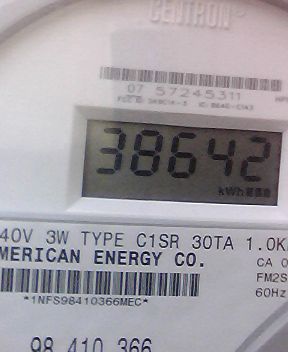 CENTRON®
07 57245311
38642
kWh
40V 3W TYPE C1SR 30TA 1.0K
MERICAN ENERGY CO.
CA 0
FM2S
60Hz
*1NFS98410366MEC*
98 410 366